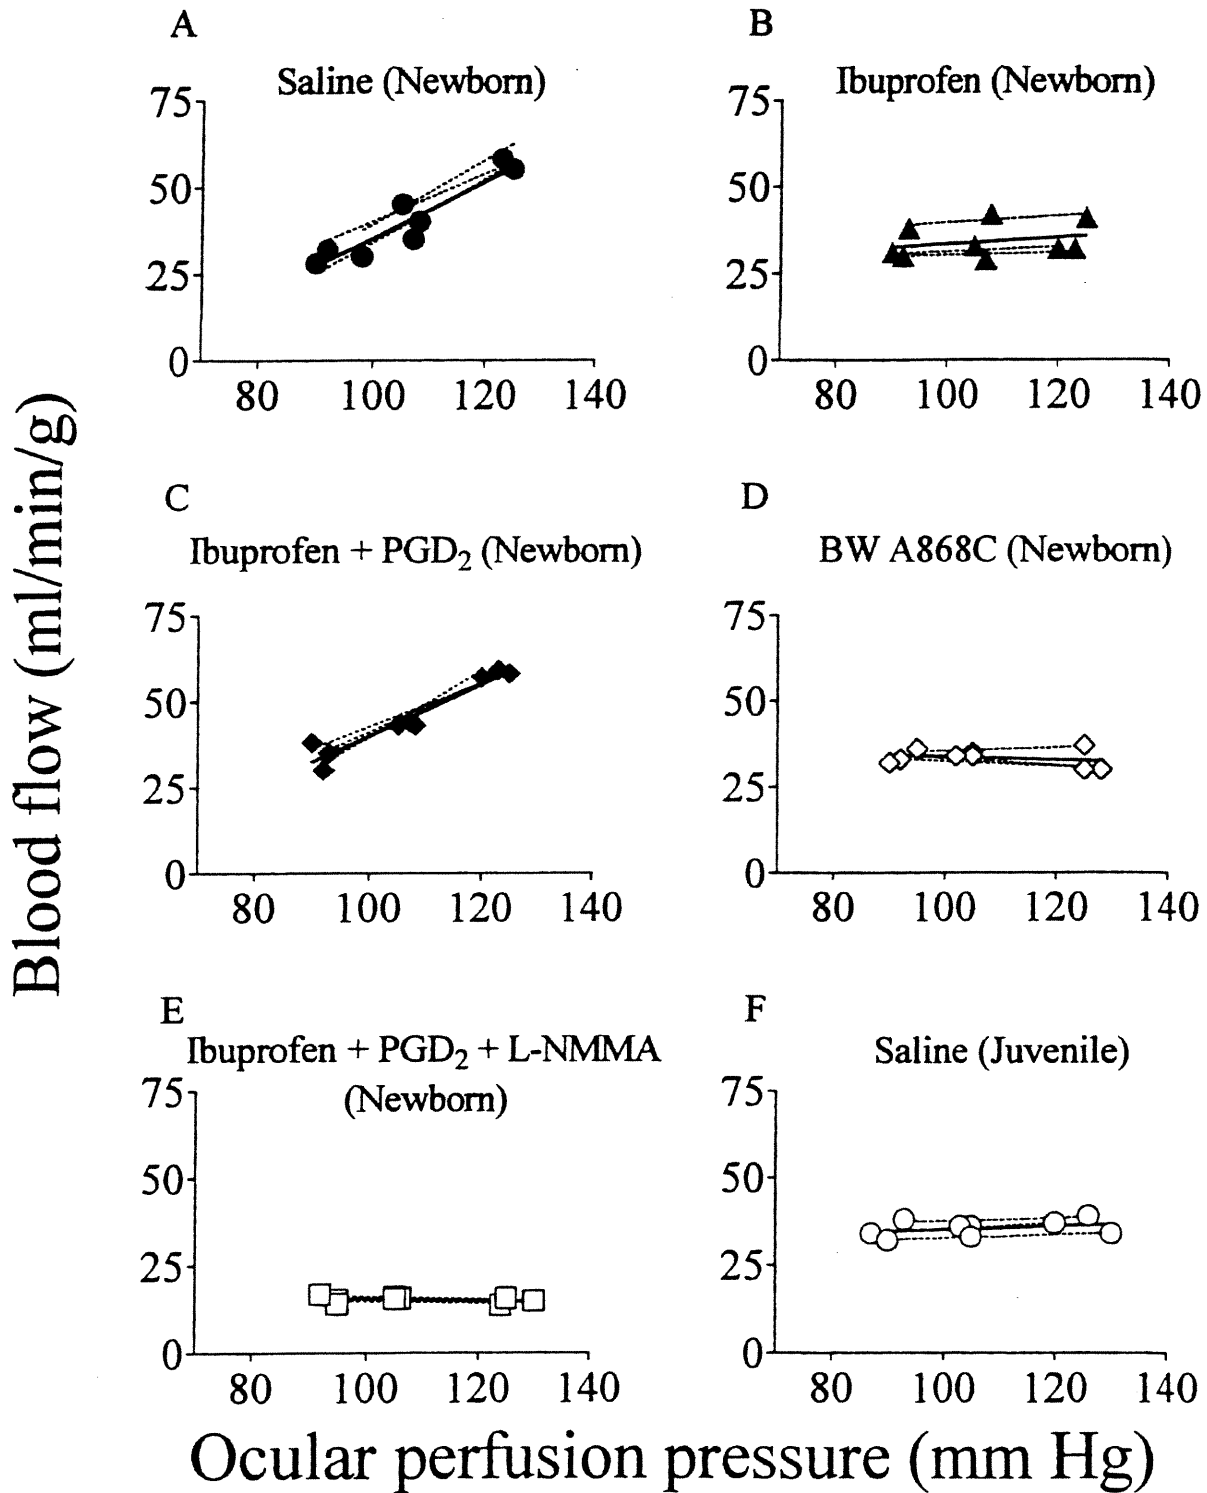 A
Saline (Newborn)
75
50
25
0
80 100 120 140
B
Ibuprofen (Newborn)
75
50
25
0
80 100 120 140
C
Ibuprofen + PGD₂ (Newborn)
75
50
25
0
80 100 120 140
D
BW A868C (Newborn)
75
50
25
0
80 100 120 140
E
Ibuprofen + PGD₂ + L-NMMA
(Newborn)
75
50
25
0
80 100 120 140
F
Saline (Juvenile)
75
50
25
0
80 100 120 140
Blood flow (ml/min/g)
Ocular perfusion pressure (mm Hg)